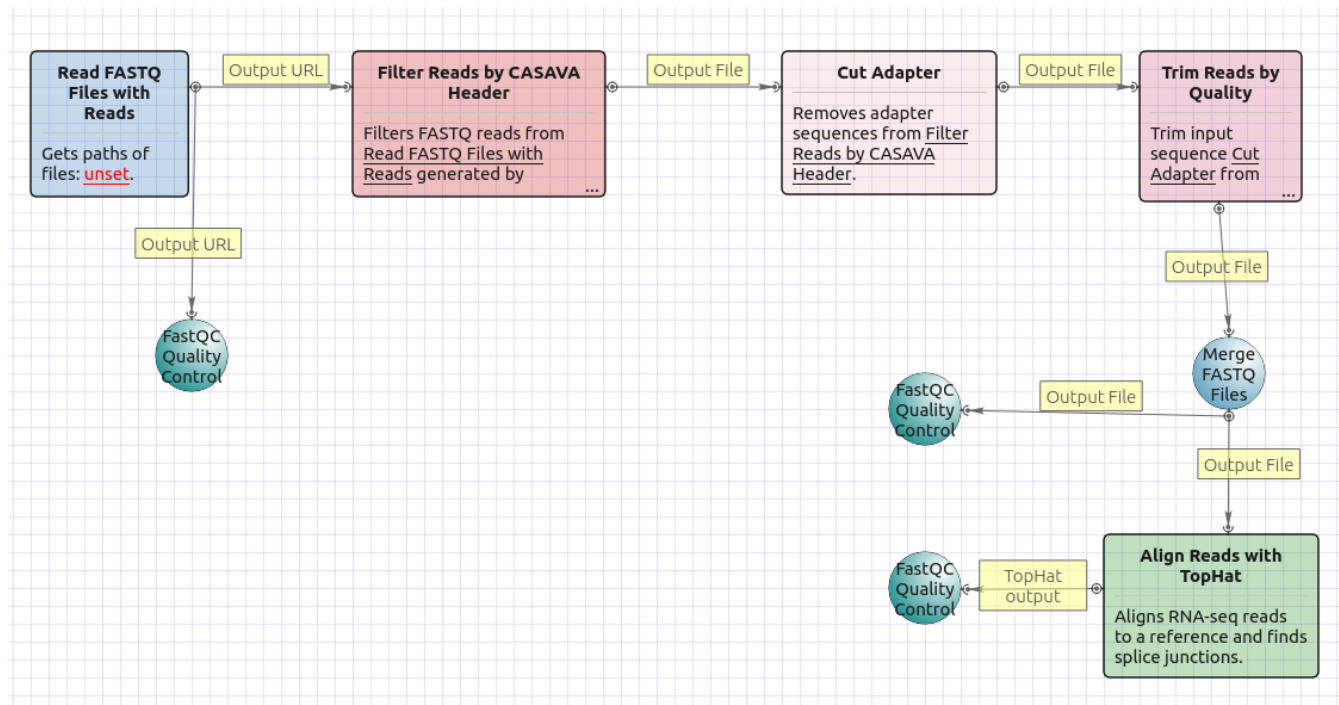 Read FASTQ
Files with
Reads
Gets paths of
files: unset.
Output URL
Filter Reads by CASAVA
Header
Filters FASTQ reads from
Read FASTQ Files with
Reads generated by
...
Output File
Cut Adapter
Removes adapter
sequences from Filter
Reads by CASAVA
Header.
Output File
Trim Reads by
Quality
Trim input
sequence Cut
Adapter from
...
Output URL
FastQC
Quality
Control
Output File
Merge
FASTQ
Files
Output File
FastQC
Quality
Control
Output File
Align Reads with
TopHat
Aligns RNA-seq reads
to a reference and finds
splice junctions.
TopHat
output
FastQC
Quality
Control